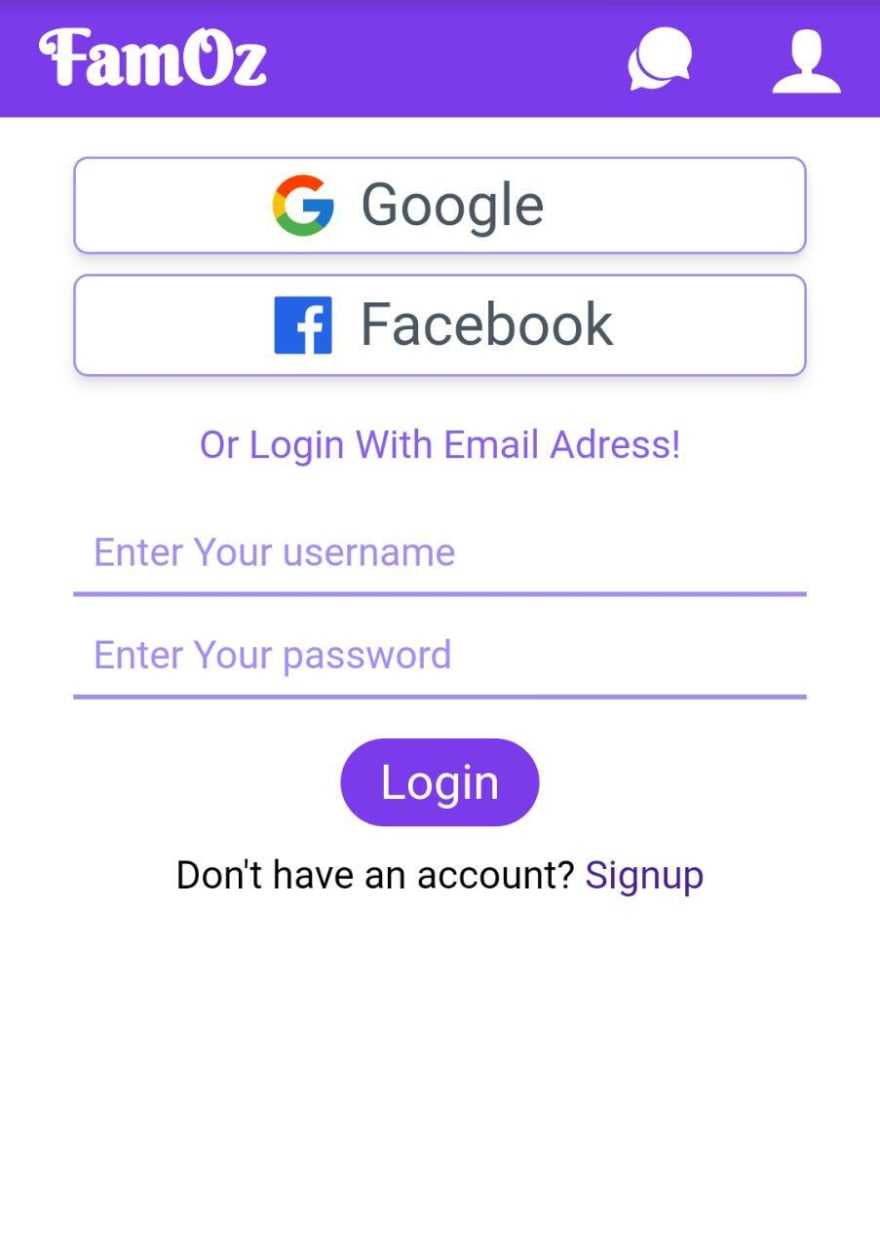 FamOz
Google
Facebook
Or Login With Email Adress!
Enter Your username
Enter Your password
Login
Don't have an account? Signup